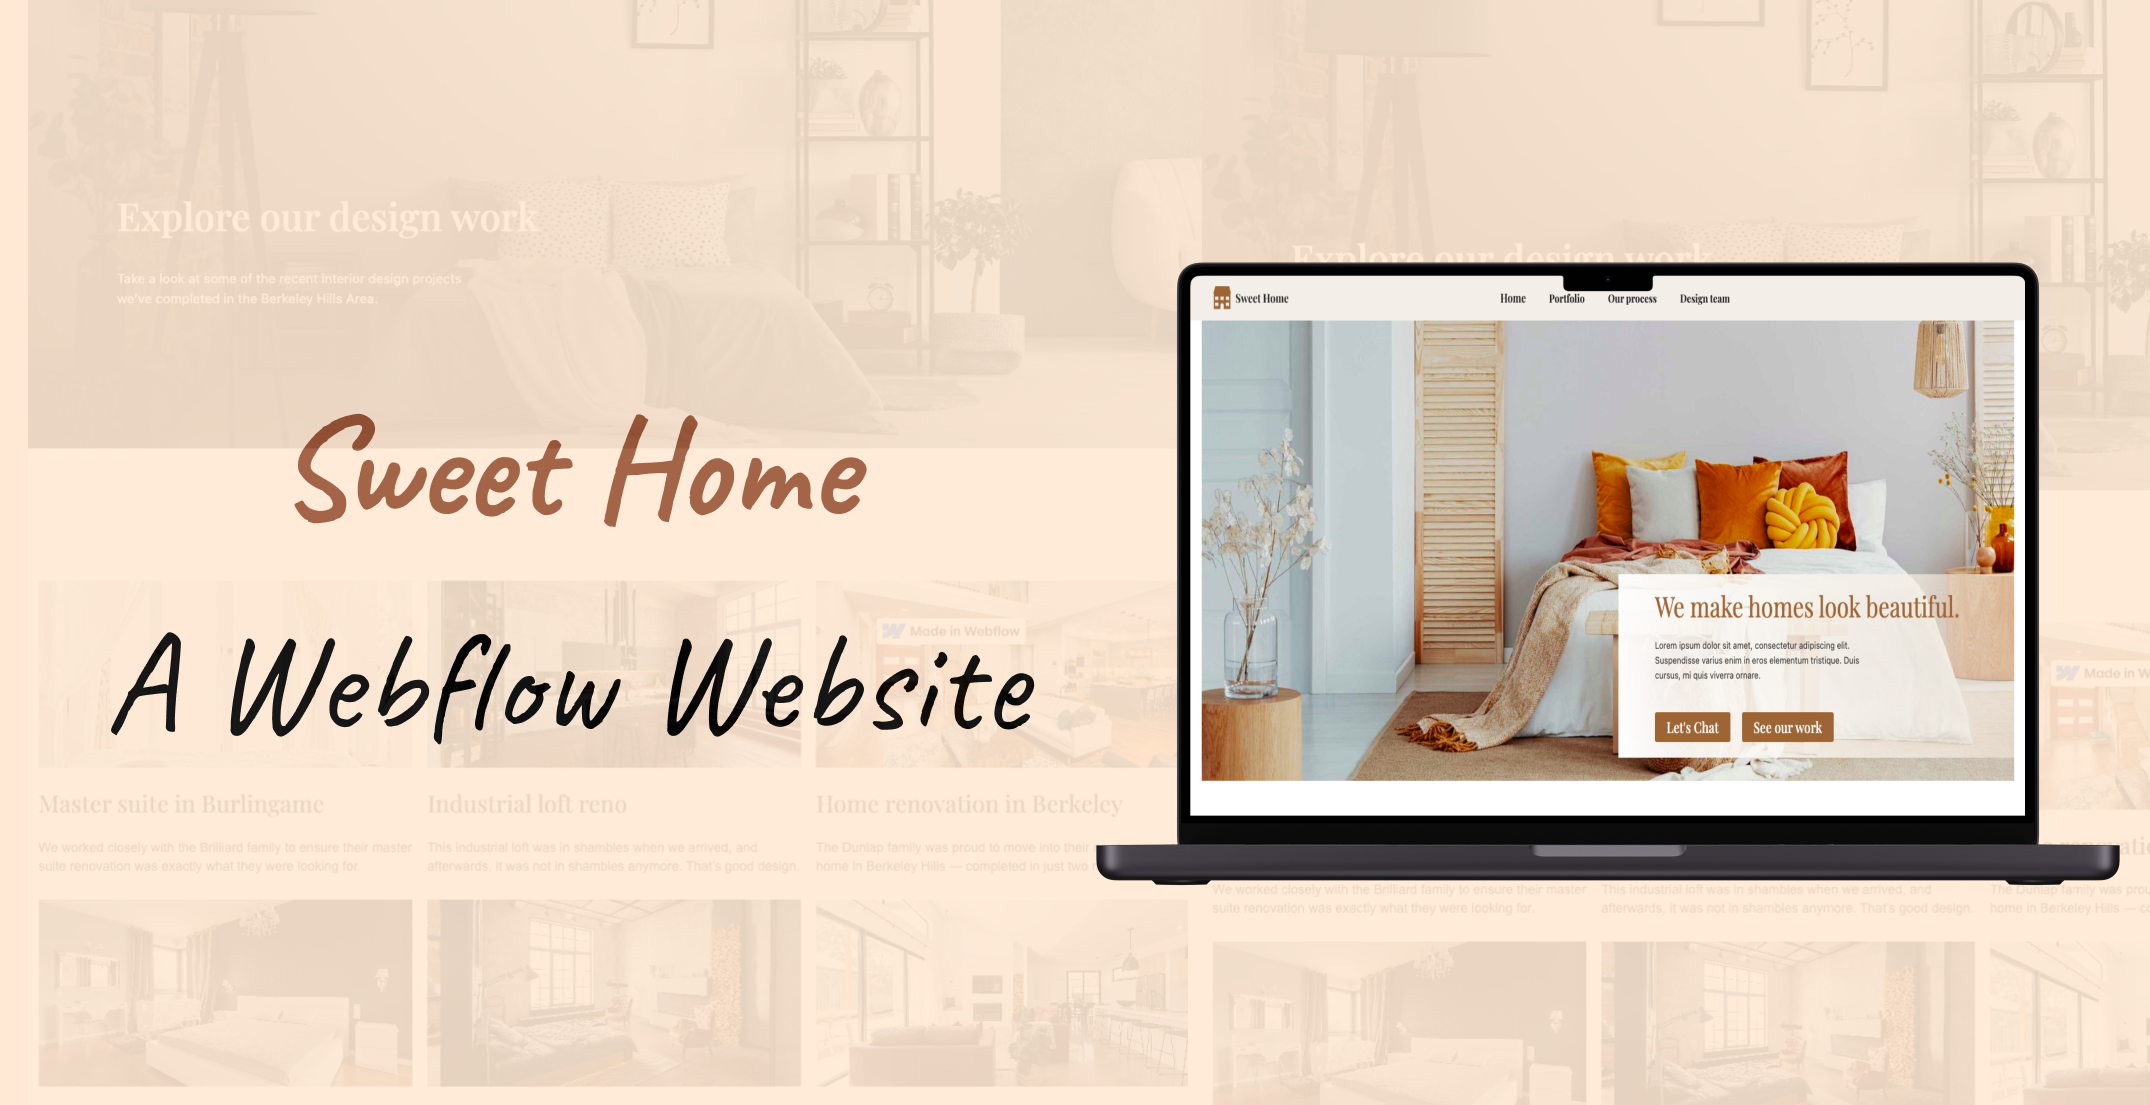 Explore our design work
Take a look at some of the recent interior design projects
we've completed in the Berkeley Hills Area.
Sweet Home
A Webflow Website
Made in Webflow
Master suite in Burlingame
We worked closely with the Brilliard family to ensure their master
suite renovation was exactly what they were looking for.
Industrial loft reno
This industrial loft was in shambles when we arrived, and
afterwards, it was not in shambles anymore. That's good design.
Home renovation in Berkeley
The Dunlap family was proud to move into their
home in Berkeley Hills — completed in just two
Explore our design work
Sweet Home
Home
Portfolio
Our process
Design team
We make homes look beautiful.
Lorem ipsum dolor sit amet, consectetur adipiscing elit.
Suspendisse varius enim in eros elementum tristique. Duis
cursus, mi quis viverra ornare.
Let's Chat
See our work
Made in W
We worked closely with the Brilliard family to ensure their master
suite renovation was exactly what they were looking for.
This industrial loft was in shambles when we arrived, and
afterwards, it was not in shambles anymore. That's good design.
The Dunlap family was prou
home in Berkeley Hills — c